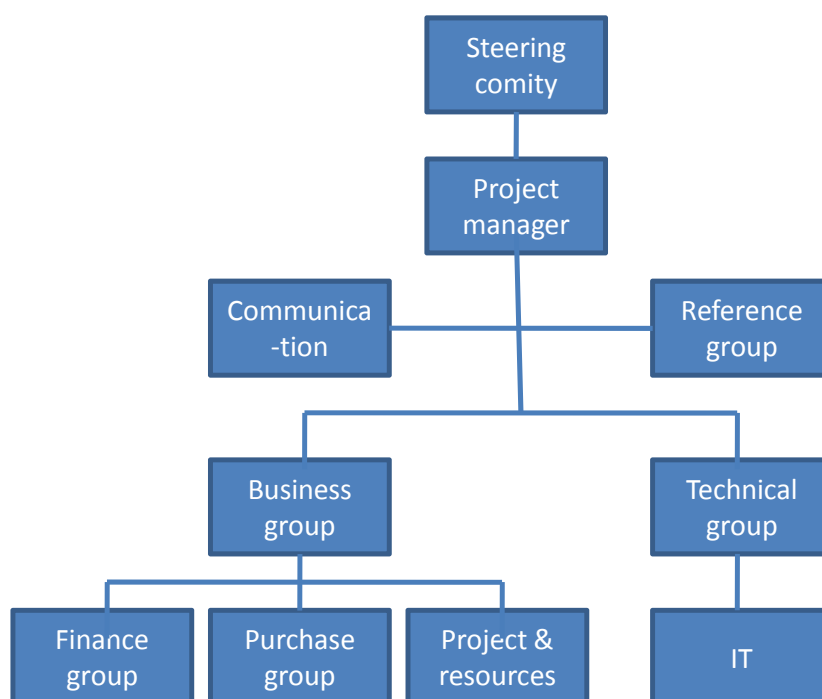 Steering
comity
Project
manager
Communica
-tion
Reference
group
Business
group
Technical
group
Finance
group
Purchase
group
Project &
resources
IT